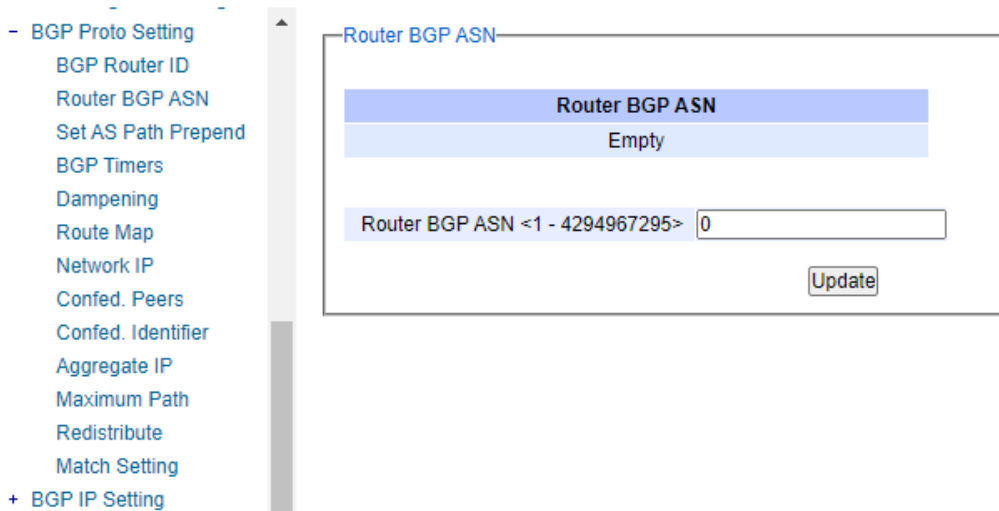 - BGP Proto Setting
BGP Router ID
Router BGP ASN
Set AS Path Prepend
BGP Timers
Dampening
Route Map
Network IP
Confed. Peers
Confed. Identifier
Aggregate IP
Maximum Path
Redistribute
Match Setting
+ BGP IP Setting
Router BGP ASN
Router BGP ASN
Empty
Router BGP ASN <1 - 4294967295> 0
Update